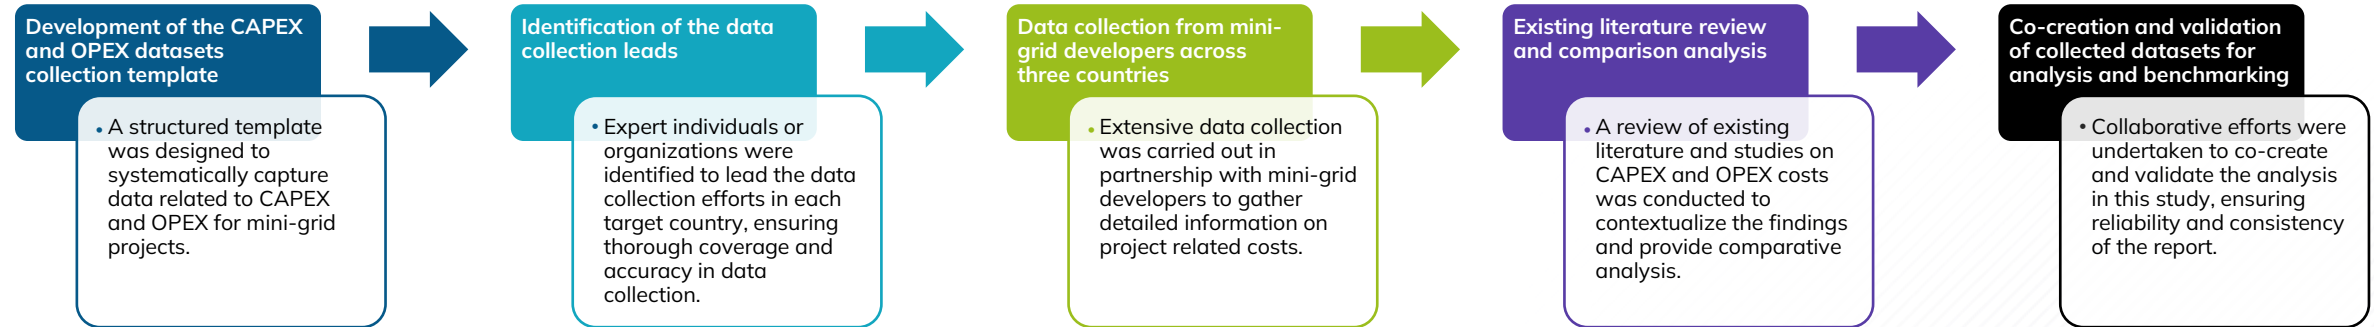 Development of the CAPEX
and OPEX datasets
collection template
• A structured template
was designed to
systematically capture
data related to CAPEX
and OPEX for mini-grid
projects.
Identification of the data
collection leads
• Expert individuals or
organizations were
identified to lead the data
collection efforts in each
target country, ensuring
thorough coverage and
accuracy in data
collection.
Data collection from mini-
grid developers across
three countries
• Extensive data collection
was carried out in
partnership with mini-grid
developers to gather
detailed information on
project related costs.
Existing literature review
and comparison analysis
• A review of existing
literature and studies on
CAPEX and OPEX costs
was conducted to
contextualize the findings
and provide comparative
analysis.
Co-creation and validation
of collected datasets for
analysis and benchmarking
• Collaborative efforts were
undertaken to co-create
and validate the analysis
in this study, ensuring
reliability and consistency
of the report.